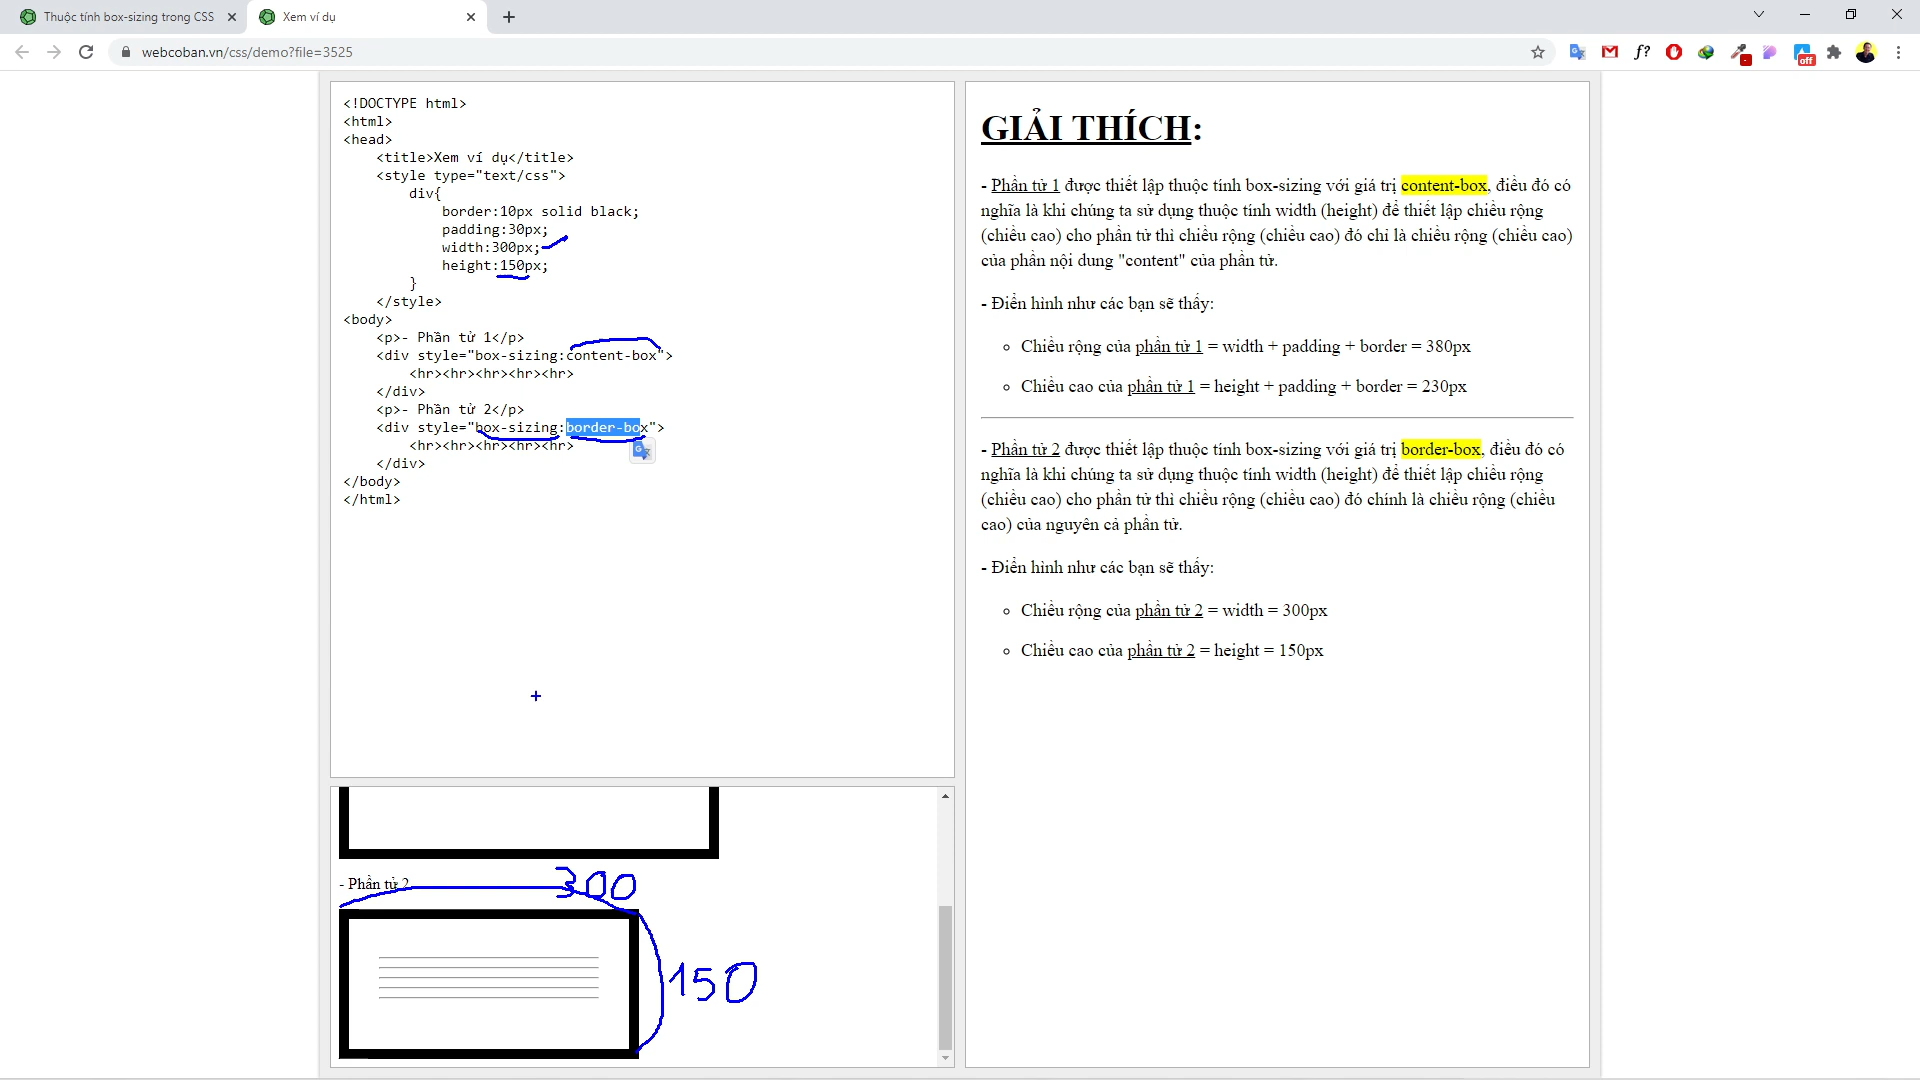 Thuộc tính box-sizing trong CSS
Xem ví dụ
webcoban.vn/css/demo?file=3525
f?
off
<!DOCTYPE html>
<html>
<head>
<title>Xem ví dụ</title>
<style type="text/css">
div{
border:10px solid black;
padding:30px;
width:300px;
height:150px;
}
</style>
<body>
<p>- Phần tử 1</p>
<div style="box-sizing:content-box">
<hr><hr><hr><hr><hr>
</div>
<p>- Phần tử 2</p>
<div style="box-sizing:border-box">
<hr><hr><hr><hr><hr>
</div>
</body>
</html>
- Phần tử 2
300
150
GIẢI THÍCH:
- Phần tử 1 được thiết lập thuộc tính box-sizing với giá trị content-box, điều đó có
nghĩa là khi chúng ta sử dụng thuộc tính width (height) để thiết lập chiều rộng
(chiều cao) cho phần tử thì chiều rộng (chiều cao) đó chỉ là chiều rộng (chiều cao)
của phần nội dung "content" của phần tử.
- Điển hình như các bạn sẽ thấy:
Chiều rộng của phần tử 1 = width + padding + border = 380px
Chiều cao của phần tử 1 = height + padding + border = 230px
- Phần tử 2 được thiết lập thuộc tính box-sizing với giá trị border-box, điều đó có
nghĩa là khi chúng ta sử dụng thuộc tính width (height) để thiết lập chiều rộng
(chiều cao) cho phần tử thì chiều rộng (chiều cao) đó chính là chiều rộng (chiều
cao) của nguyên cả phần tử.
- Điển hình như các bạn sẽ thấy:
Chiều rộng của phần tử 2 = width = 300px
Chiều cao của phần tử 2 = height = 150px